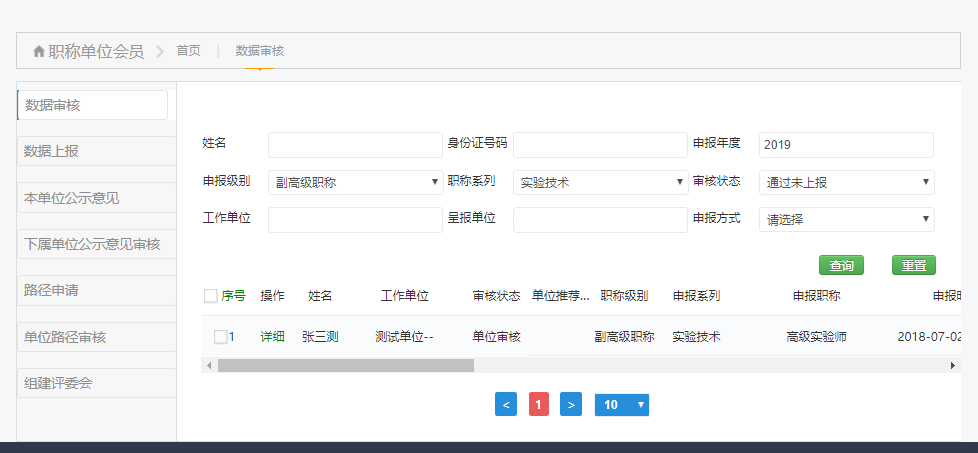 职称单位会员 首页 | 数据审核
数据审核
数据上报
本单位公示意见
下属单位公示意见审核
路径申请
单位路径审核
组建评委会
姓名 身份证号码 申报年度 2019
申报级别 副高级职称 职称系列 实验技术 审核状态 通过未上报
工作单位 呈报单位 申报方式 请选择
查询 重置
序号 操作 姓名 工作单位 审核状态 单位推荐... 职称级别 申报系列 申报职称 申报
1 详细 张三测 测试单位-- 单位审核 副高级职称 实验技术 高级实验师 2018-07-02
< 1 > 10